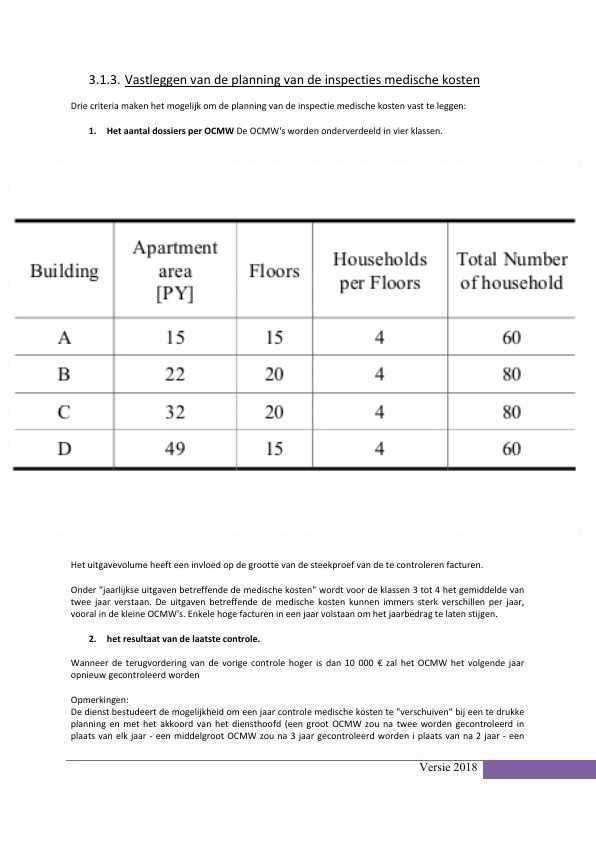 3.1.3. Vastleggen van de planning van de inspecties medische kosten
Drie criteria maken het mogelijk om de planning van de inspectie medische kosten vast te leggen:
1. Het aantal dossiers per OCMW De OCMW's worden onderverdeeld in vier klassen.
Building | Apartment area [PY] | Floors | Households per Floors | Total Number of household
A | 15 | 15 | 4 | 60
B | 22 | 20 | 4 | 80
C | 32 | 20 | 4 | 80
D | 49 | 15 | 4 | 60
Het uitgavevolume heeft een invloed op de grootte van de steekproef van de te controleren facturen.
Onder "jaarlijkse uitgaven betreffende de medische kosten" wordt voor de klassen 3 tot 4 het gemiddelde van
twee jaar verstaan. De uitgaven betreffende de medische kosten kunnen immers sterk verschillen per jaar,
vooral in de kleine OCMW's. Enkele hoge facturen in een jaar volstaan om het jaarbedrag te laten stijgen.
2. het resultaat van de laatste controle.
Wanneer de terugvordering van de vorige controle hoger is dan 10 000 € zal het OCMW het volgende jaar
opnieuw gecontroleerd worden
Opmerkingen:
De dienst bestudeert de mogelijkheid om een jaar controle medische kosten te "verschuiven" bij een te drukke
planning en met het akkoord van het diensthoofd (een groot OCMW zou na twee worden gecontroleerd in
plaats van elk jaar - een middelgroot OCMW zou na 3 jaar gecontroleerd worden i plaats van na 2 jaar - een
Versie 2018